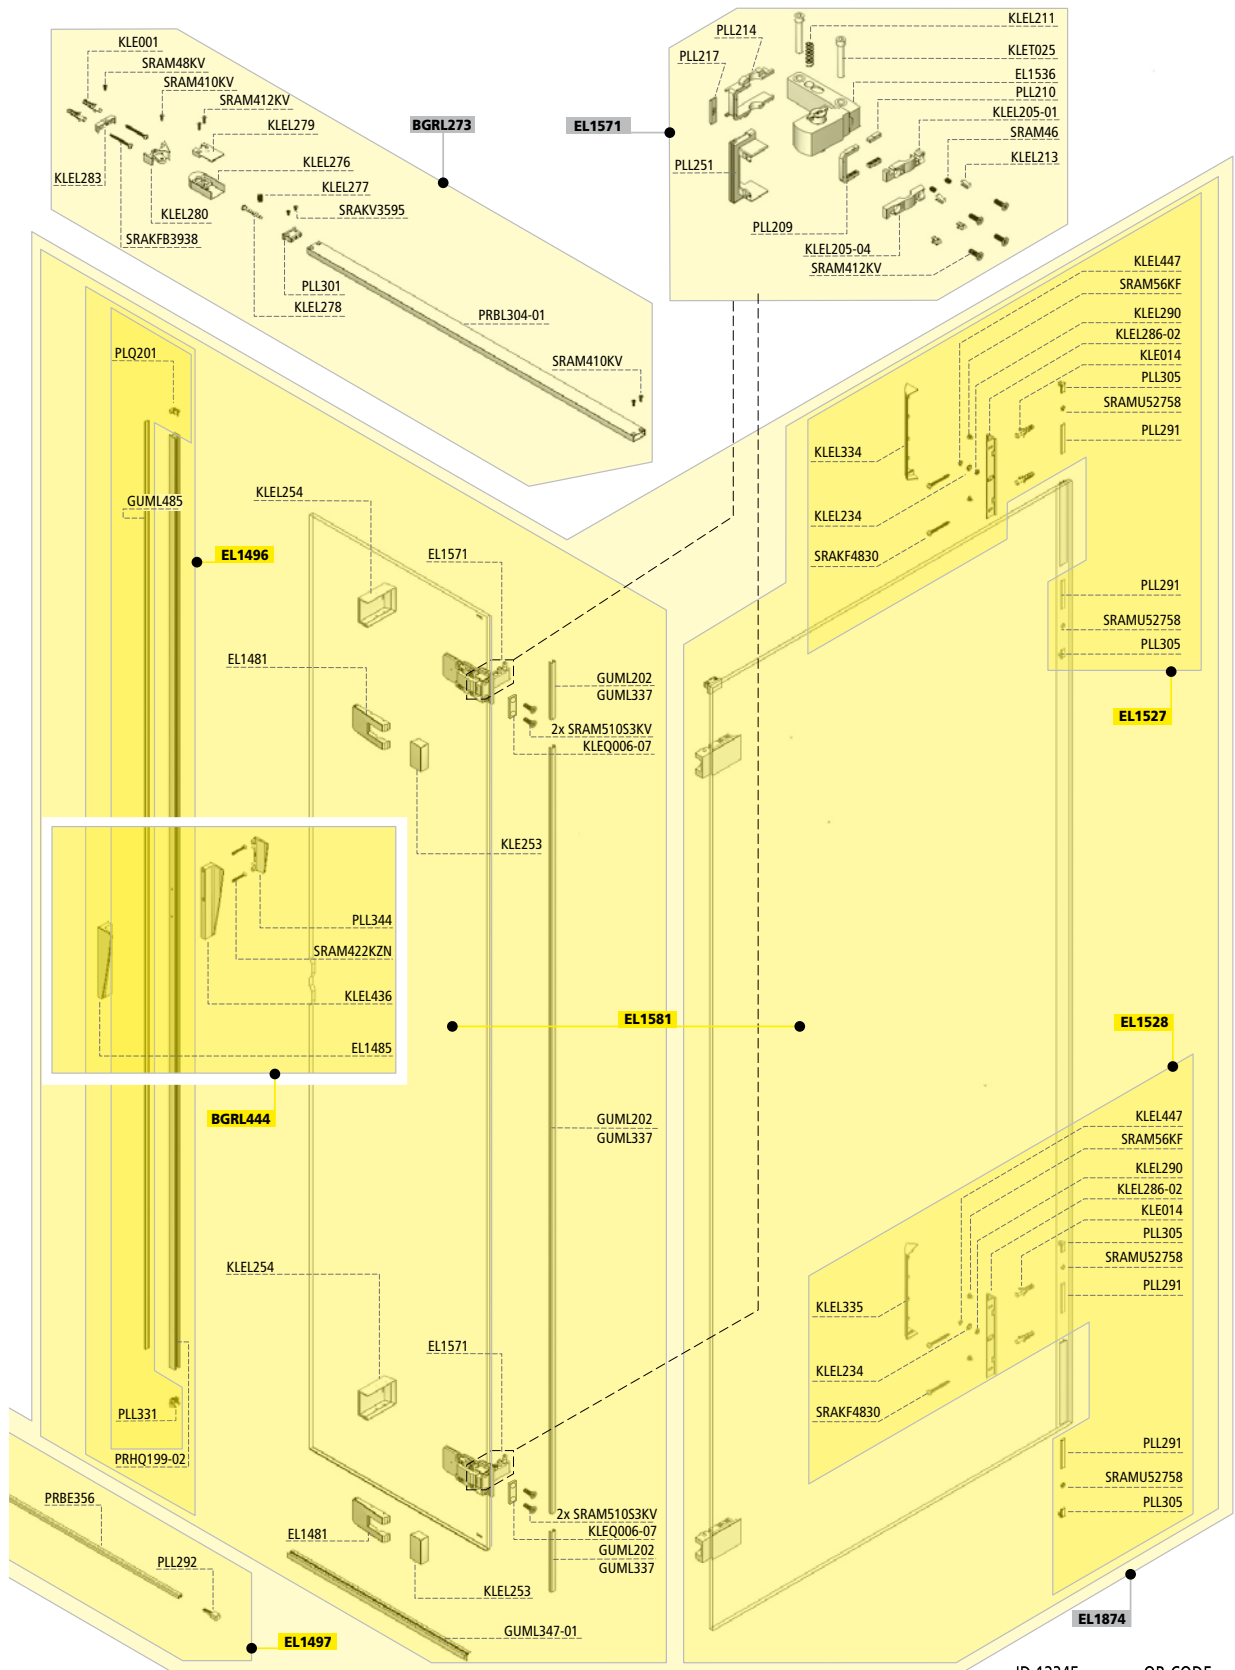 KLE001
SRAM48KV
SRAM410KV
SRAM412KV
KLEL279
KLEL276
KLEL277
SRAKV3595
KLEL283
KLEL280
SRAKFB3938
PLL301
KLEL278
PRBL304-01
SRAM410KV
BGRL273
EL1571
KLEL211
PLL214
KLET025
PLL217
EL1536
PLL210
KLEL205-01
SRAM46
KLEL213
PLL251
PLL209
KLEL205-04
SRAM412KV
KLEL447
SRAM56KF
KLEL290
KLEL286-02
KLE014
PLL305
SRAMU52758
PLL291
KLEL334
KLEL234
SRAKF4830
PLL291
SRAMU52758
PLL305
EL1527
PLQ201
GUML485
EL1496
KLEL254
EL1571
EL1481
GUML202
GUML337
2x SRAM510S3KV
KLEQ006-07
KLE253
PLL344
SRAM422KZN
KLEL436
EL1485
BGRL444
EL1581
EL1528
GUML202
GUML337
KLEL447
SRAM56KF
KLEL290
KLEL286-02
KLE014
PLL305
SRAMU52758
PLL291
KLEL335
KLEL234
SRAKF4830
PLL291
SRAMU52758
PLL305
KLEL254
EL1571
PLL331
PRHQ199-02
PRBE356
PLL292
EL1481
2x SRAM510S3KV
KLEQ006-07
GUML202
GUML337
KLEL253
GUML347-01
EL1497
EL1874
ID 12345
QR-CODE